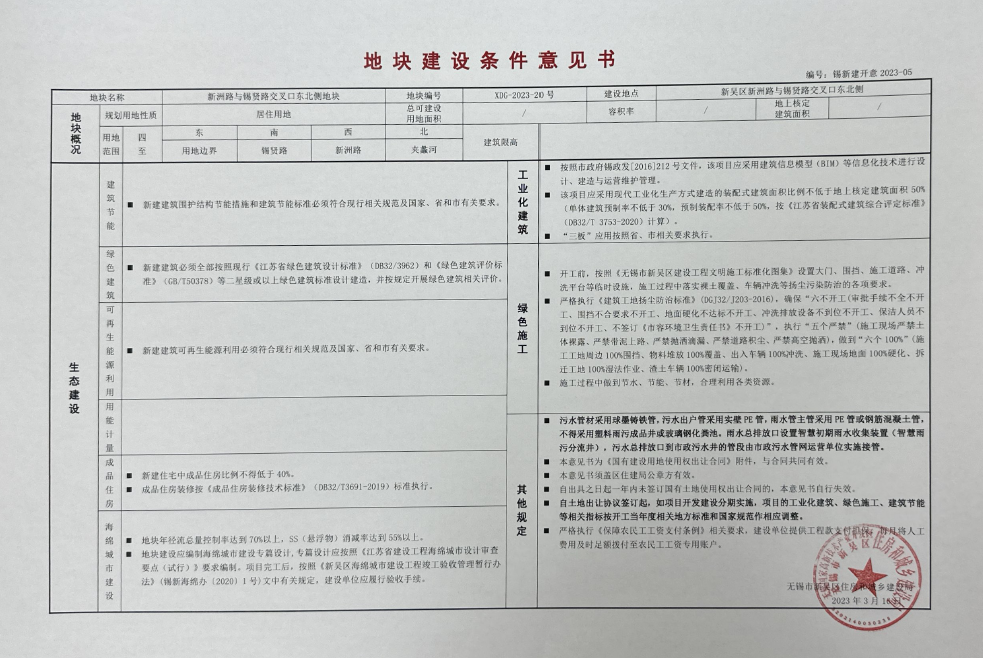 地块建设条件意见书
编号：锡新建开意 2023-05
地块名称
新洲路与锡贤路交叉口东北侧地块
地块编号
XDG-2023-20 号
建设地点
新吴区新洲路与锡贤路交叉口东北侧
地块概况
规划用地性质
居住用地
总可建设
用地面积
/
容积率
/
地上核定
建筑面积
/
用地
范围
四
至
东
南
西
北
用地边界
锡贤路
新洲路
夹蠡河
建筑限高
生态建设
建筑节能
■ 新建建筑围护结构节能措施和建筑节能标准必须符合现行相关规范及国家、省和市有关要求。
绿色建筑
■ 新建建筑必须全部按照现行《江苏省绿色建筑设计标准》（DB32/3962）和《绿色建筑评价标
准》（GB/T50378）等二星级或以上绿色建筑标准设计建造，并按规定开展绿色建筑相关评价。
可再生能源利用
■ 新建建筑可再生能源利用必须符合现行相关规范及国家、省和市有关要求。
用能计量
成品住房
■ 新建住宅中成品住房比例不得低于 40%。
■ 成品住房装修按《成品住房装修技术标准》（DB32/T3691-2019）标准执行。
海绵城市建设
■ 地块年径流总量控制率达到 70%以上，SS（悬浮物）消减率达到 55%以上。
■ 地块建设应编制海绵城市建设专篇设计，专篇设计应按照《江苏省建设工程海绵城市设计审查
要点（试行）》要求编制。项目完工后，按照《新吴区海绵城市建设工程竣工验收管理暂行办
法》（锡新海绵办（2020）1 号）文中有关规定，建设单位应履行验收手续。
工业化建筑
■ 按照市政府锡政发[2016]212 号文件，该项目应采用建筑信息模型（BIM）等信息化技术进行设
计、建造与运营维护管理。
■ 该项目应采用现代工业化生产方式建造的装配式建筑面积比例不低于地上核定建筑面积 50%
（单体建筑预制率不低于 30%，预制装配率不低于 50%，按《江苏省装配式建筑综合评定标准》
（DB32/T 3753-2020）计算）。
■ “三板”应用按照省、市相关要求执行。
绿色施工
■ 开工前，按照《无锡市新吴区建设工程文明施工标准化图集》设置大门、围挡、施工道路、冲
洗平台等临时设施，施工过程中落实裸土覆盖、车辆冲洗等扬尘污染防治的各项要求。
■ 严格执行《建筑工地扬尘防治标准》（DGJ32/J203-2016），确保“六不开工（审批手续不全不开
工、围挡不合要求不开工、地面硬化不达标不开工、冲洗排放设备不到位不开工、保洁人员不
到位不开工、不签订《市容环境卫生责任书》不开工）”，执行“五个严禁”（施工现场严禁土
体裸露、严禁带泥上路、严禁抛洒滴漏、严禁道路积尘、严禁高空抛洒），做到“六个 100%”（施
工工地周边 100%围挡、物料堆放 100%覆盖、出入车辆 100%冲洗、施工现场地面 100%硬化、拆
迁工地 100%湿法作业、渣土车辆 100%密闭运输）。
■ 施工过程中做到节水、节能、节材，合理利用各类资源。
其他规定
■ 污水管材采用球墨铸铁管，污水出户管采用实壁 PE 管，雨水管主管采用 PE 管或钢筋混凝土管，
不得采用塑料雨污成品井或玻璃钢化粪池。雨水总排放口设置智慧初期雨水收集装置（智慧雨
污分流井），污水总排放口到市政污水井的管段由市政污水管网运营单位实施接管。
■ 本意见书为《国有建设用地使用权出让合同》附件，与合同共同有效。
■ 本意见书须盖区住建局公章方有效。
■ 自出具之日起一年内未签订国有土地使用权出让合同的，本意见书自行失效。
■ 自土地出让协议签订起，如项目开发建设分期实施，项目的工业化建筑、绿色施工、建筑节能
等相关指标按开工当年度相关地方标准和国家规范作相应调整。
■ 严格执行《保障农民工工资支付条例》相关要求，建设单位提供工程款支付担保，每月将人工
费用及时足额拨付至农民工工资专用账户。
无锡市新吴区住房和城乡建设局
2023 年 3 月 16 日